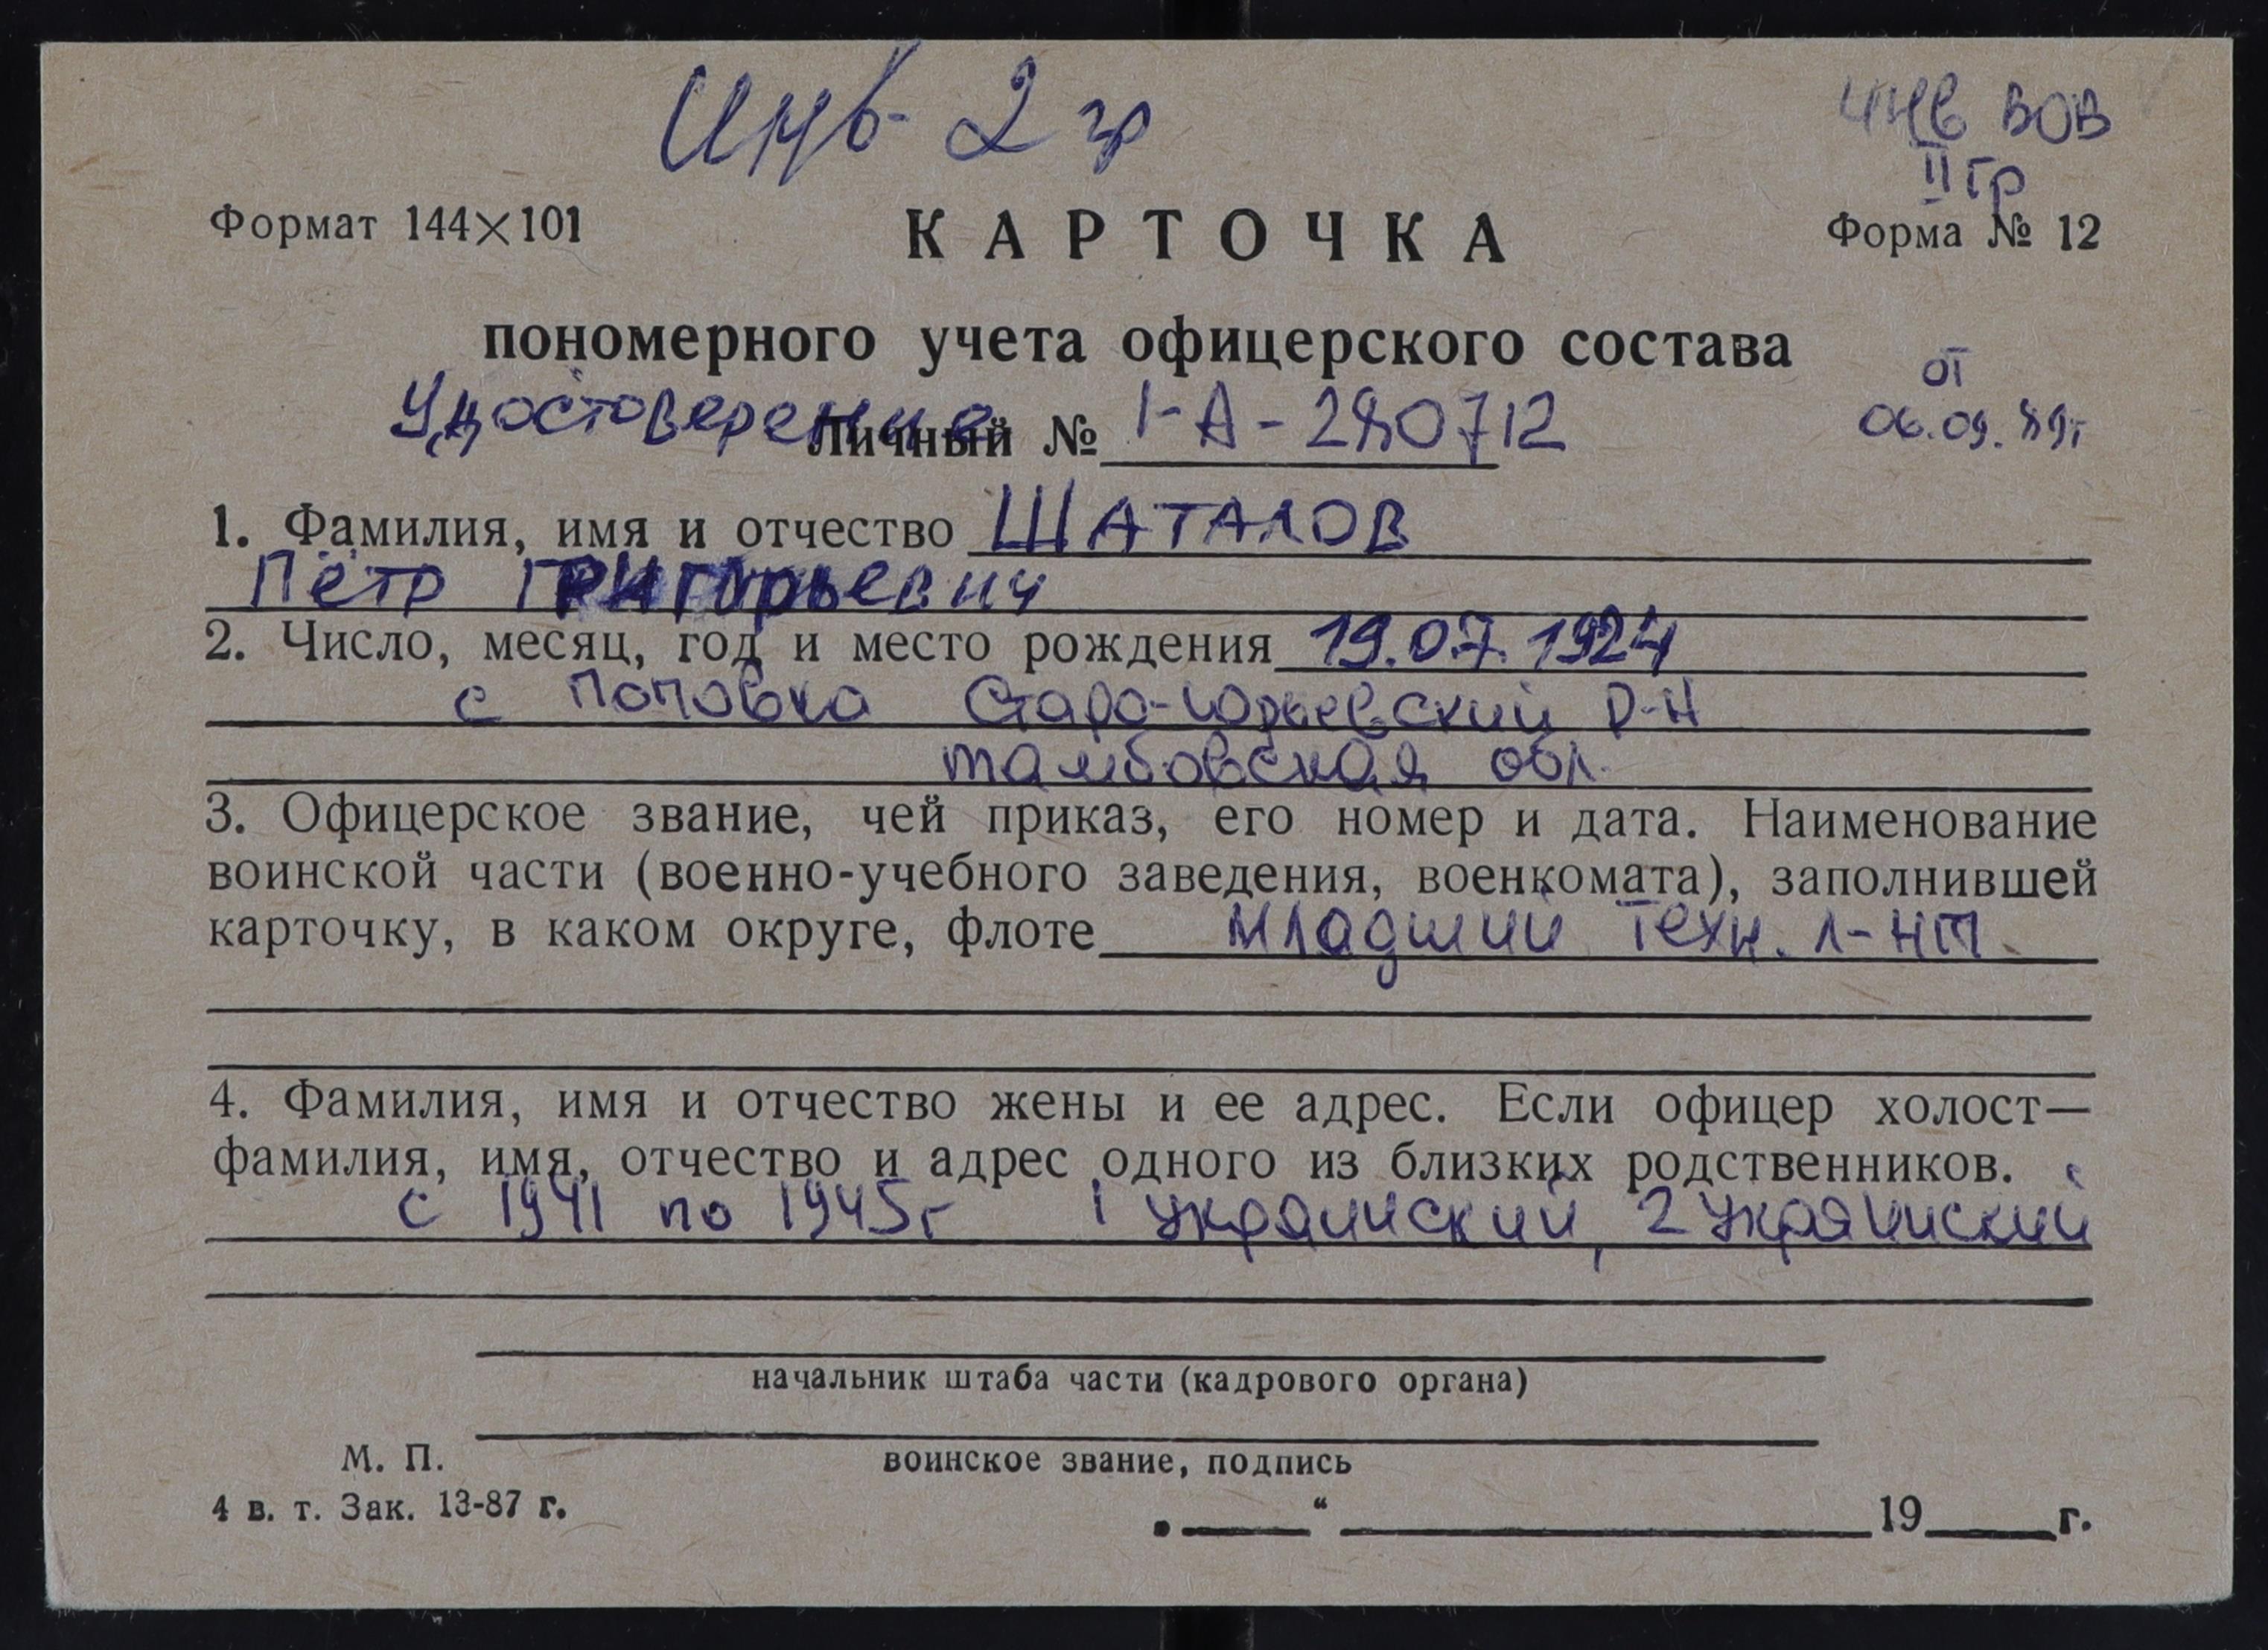 Инв. 2 гр
инв ВОВ
II гр
Формат 144×101
КАРТОЧКА
Форма № 12
пономерного учета офицерского состава
от
Удостоверение
Личный № 1-А-280712
06.09.89г
1. Фамилия, имя и отчество ШАТАЛОВ
Пётр Григорьевич
2. Число, месяц, год и место рождения 19.07.1924
с Поповка Старо-Юрьевский р-н
Тамбовская обл.
3. Офицерское звание, чей приказ, его номер и дата. Наименование
воинской части (военно-учебного заведения, военкомата), заполнившей
карточку, в каком округе, флоте младший техн. л-нт.
4. Фамилия, имя и отчество жены и ее адрес. Если офицер холост—
фамилия, имя, отчество и адрес одного из близких родственников.
с 1941 по 1945г 1 украинский, 2 украинский
начальник штаба части (кадрового органа)
М. П.
воинское звание, подпись
4 в. т. Зак. 13-87 г.
„____“ ____________ 19____г.